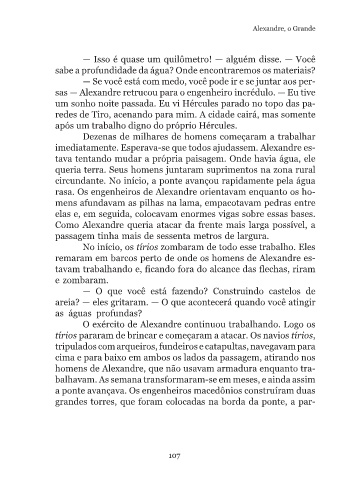 Alexandre, o Grande
— Isso é quase um quilômetro! — alguém disse. — Você
sabe a profundidade da água? Onde encontraremos os materiais?
— Se você está com medo, você pode ir e se juntar aos per-
sas — Alexandre retrucou para o engenheiro incrédulo. — Eu tive
um sonho noite passada. Eu vi Hércules parado no topo das pa-
redes de Tiro, acenando para mim. A cidade cairá, mas somente
após um trabalho digno do próprio Hércules.
Dezenas de milhares de homens começaram a trabalhar
imediatamente. Esperava-se que todos ajudassem. Alexandre es-
tava tentando mudar a própria paisagem. Onde havia água, ele
queria terra. Seus homens juntaram suprimentos na zona rural
circundante. No início, a ponte avançou rapidamente pela água
rasa. Os engenheiros de Alexandre orientavam enquanto os ho-
mens afundavam as pilhas na lama, empacotavam pedras entre
elas e, em seguida, colocavam enormes vigas sobre essas bases.
Como Alexandre queria atacar da frente mais larga possível, a
passagem tinha mais de sessenta metros de largura.
No início, os tírios zombaram de todo esse trabalho. Eles
remaram em barcos perto de onde os homens de Alexandre es-
tavam trabalhando e, ficando fora do alcance das flechas, riram
e zombaram.
— O que você está fazendo? Construindo castelos de
areia? — eles gritaram. — O que acontecerá quando você atingir
as águas profundas?
O exército de Alexandre continuou trabalhando. Logo os
tírios pararam de brincar e começaram a atacar. Os navios tírios,
tripulados com arqueiros, fundeiros e catapultas, navegavam para
cima e para baixo em ambos os lados da passagem, atirando nos
homens de Alexandre, que não usavam armadura enquanto tra-
balhavam. As semana transformaram-se em meses, e ainda assim
a ponte avançava. Os engenheiros macedônios construíram duas
grandes torres, que foram colocadas na borda da ponte, a par-
107